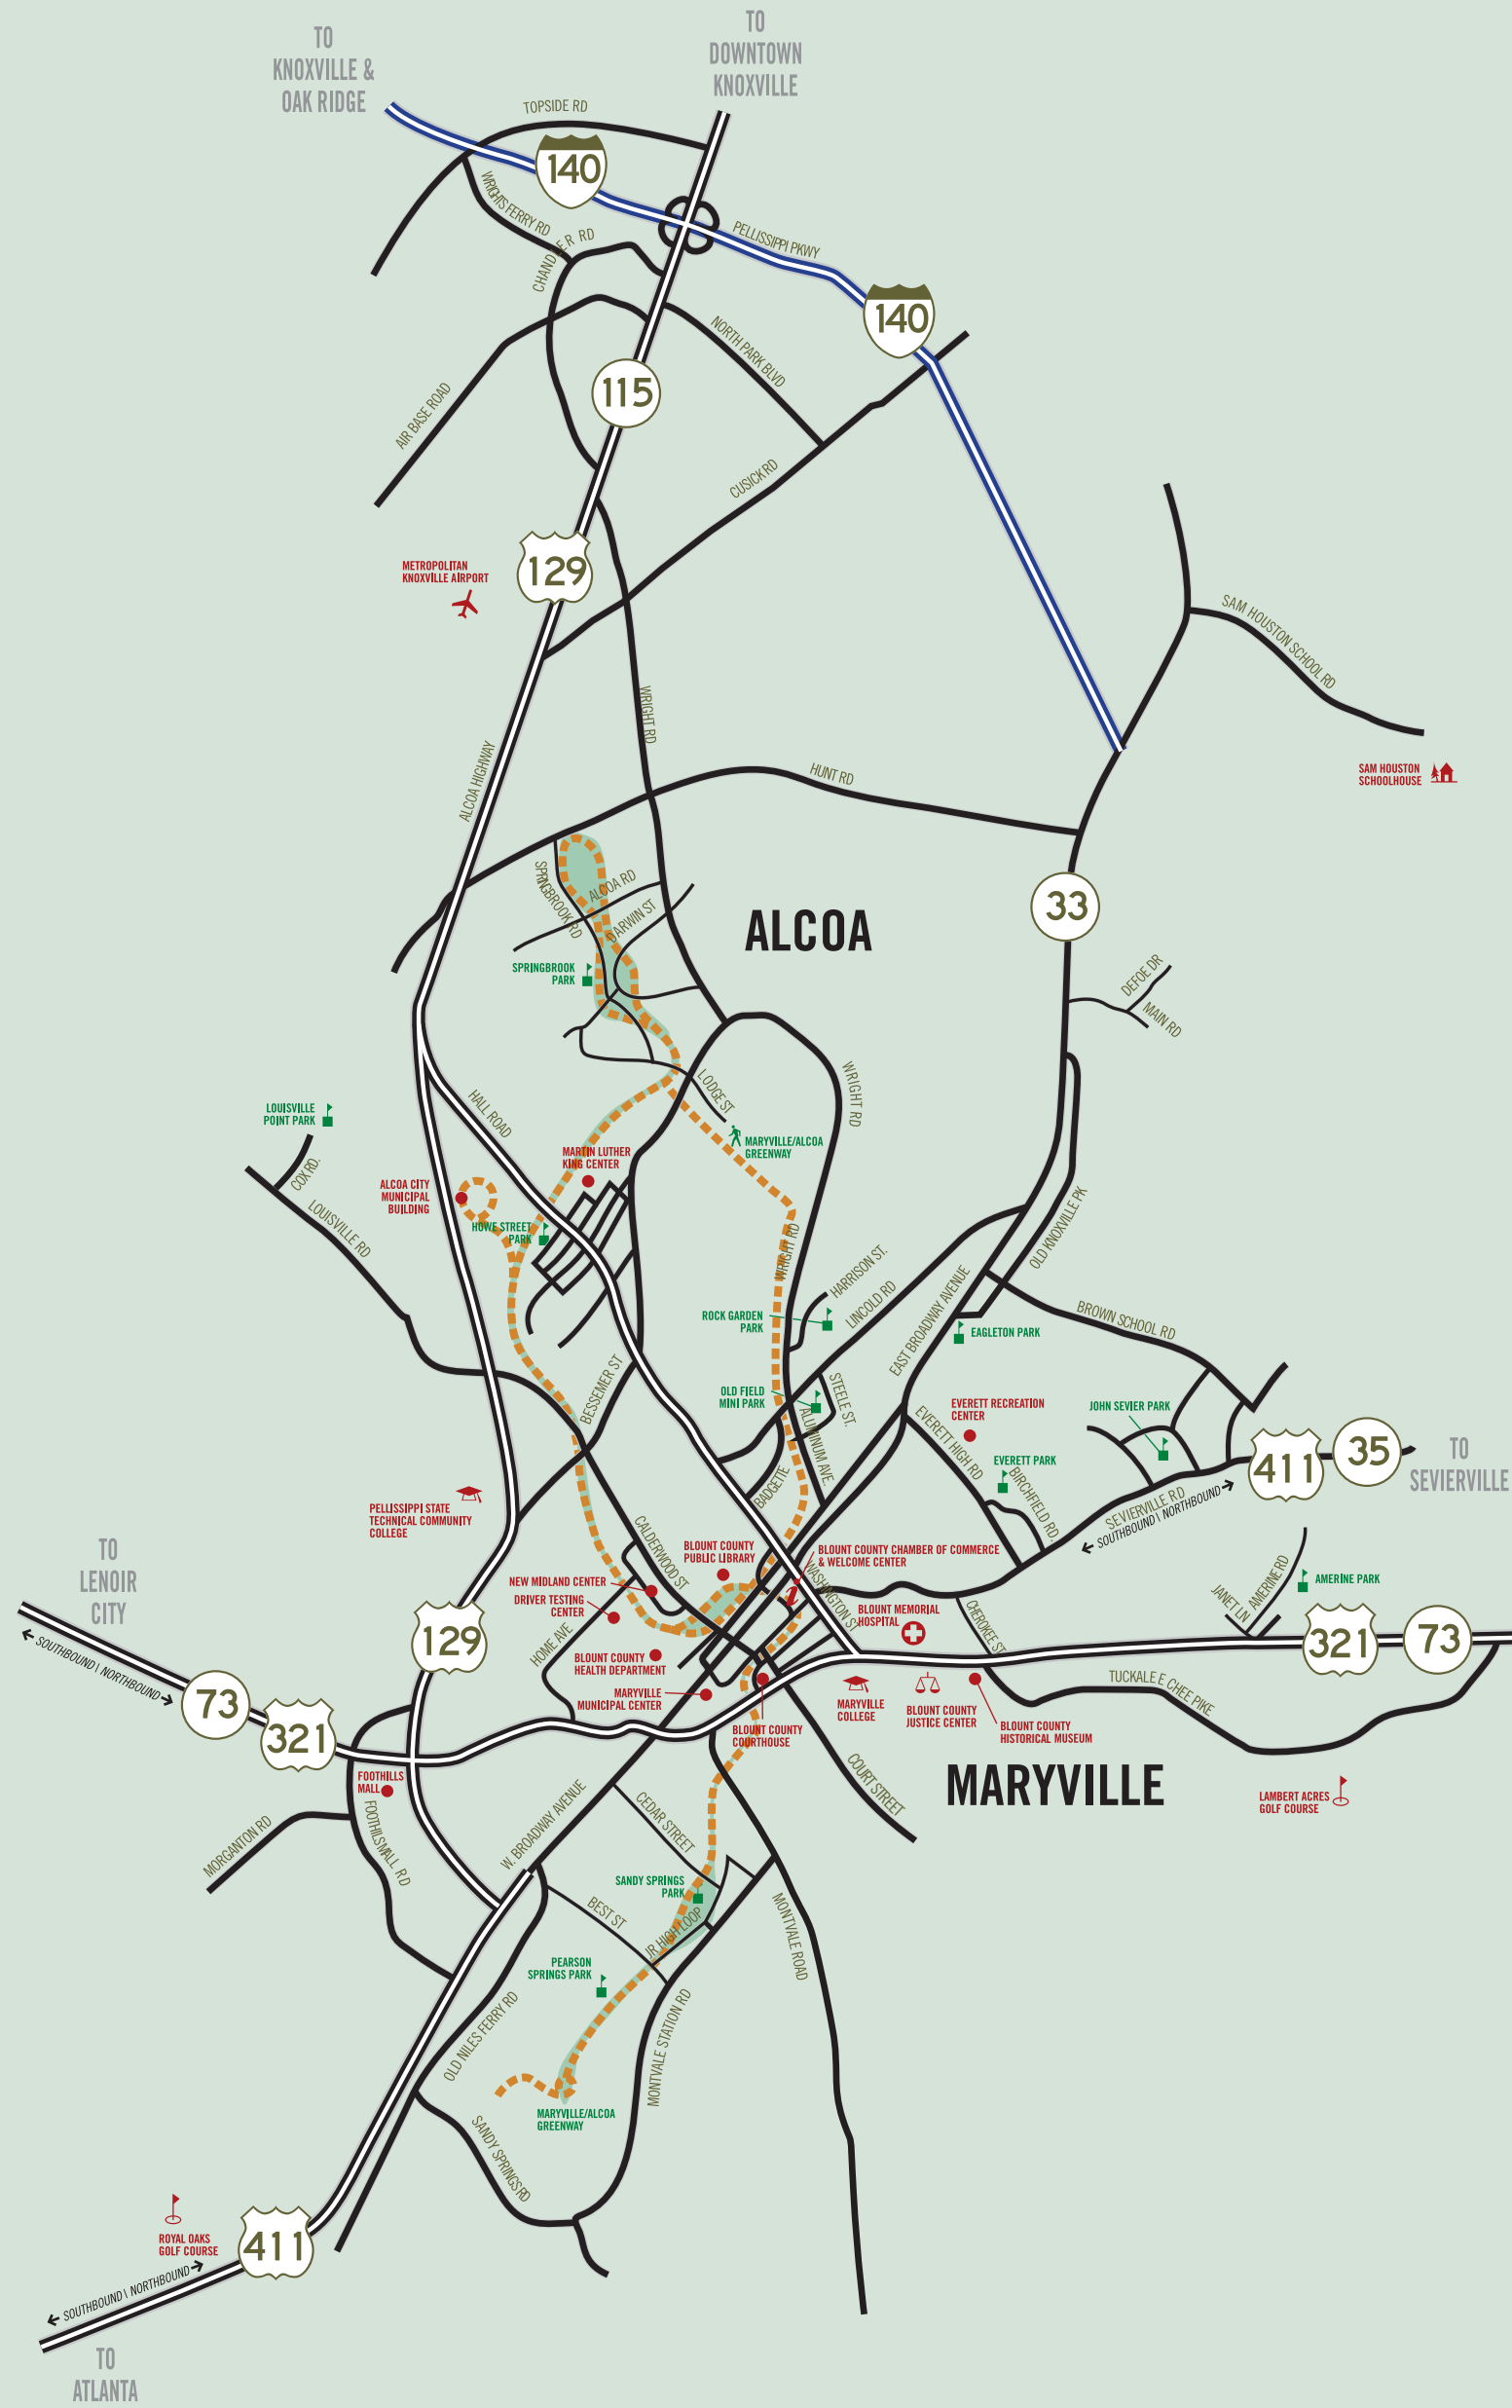 TO
KNOXVILLE &
OAK RIDGE
TO
DOWNTOWN
KNOXVILLE
TOPSIDE RD
140
WRIGHTS FERRY RD
CHANDLER RD
PELLISSIPPI PKWY
140
NORTH PARK BLVD
115
AIR BASE ROAD
CUSICK RD
METROPOLITAN
KNOXVILLE AIRPORT
129
SAM HOUSTON SCHOOL RD
WRIGHT RD
ALCOA HIGHWAY
HUNT RD
SAM HOUSTON
SCHOOLHOUSE
SPRINGBROOK RD
ALCOA RD
DARWIN ST
ALCOA
33
SPRINGBROOK
PARK
DEFOE DR
MAIN RD
LODGE ST
WRIGHT RD
HALL ROAD
LOUISVILLE
POINT PARK
COX RD.
LOUISVILLE RD
MARYVILLE/ALCOA
GREENWAY
MARTIN LUTHER
KING CENTER
ALCOA CITY
MUNICIPAL
BUILDING
HOWE STREET
PARK
WRIGHT RD
HARRISON ST.
LINCOLD RD
OLD KNOXVILLE PK
EAST BROADWAY AVENUE
BROWN SCHOOL RD
ROCK GARDEN
PARK
EAGLETON PARK
BESSEMER ST
OLD FIELD
MINI PARK
STEELE ST.
ALUMINUM AVE.
EVERETT RECREATION
CENTER
EVERETT HIGH RD
JOHN SEVIER PARK
EVERETT PARK
BIRCHFIELD RD
411
35
TO
SEVIERVILLE
SEVIERVILLE RD
SOUTHBOUND \ NORTHBOUND
BADGETTE
PELLISSIPPI STATE
TECHNICAL COMMUNITY
COLLEGE
CALDERWOOD ST
BLOUNT COUNTY
PUBLIC LIBRARY
BLOUNT COUNTY CHAMBER OF COMMERCE
& WELCOME CENTER
i
WASHINGTON ST
NEW MIDLAND CENTER
DRIVER TESTING
CENTER
HOME AVE
BLOUNT COUNTY
HEALTH DEPARTMENT
MARYVILLE
MUNICIPAL CENTER
BLOUNT MEMORIAL
HOSPITAL
CHEROKEE ST
JANET LN
AMERINE RD
AMERINE PARK
321
73
TO
LENOIR
CITY
SOUTHBOUND \ NORTHBOUND
73
321
129
BLOUNT COUNTY
COURTHOUSE
MARYVILLE
COLLEGE
BLOUNT COUNTY
JUSTICE CENTER
BLOUNT COUNTY
HISTORICAL MUSEUM
TUCKALE E CHEE PIKE
MARYVILLE
LAMBERT ACRES
GOLF COURSE
FOOTHILLS
MALL
FOOTHILS MALL RD
MORGANTON RD
W. BROADWAY AVENUE
CEDAR STREET
COURT STREET
SANDY SPRINGS
PARK
BEST ST
JR HIGH LOOP
MONTVALE ROAD
PEARSON
SPRINGS PARK
OLD NILES FERRY RD
MONTVALE STATION RD
MARYVILLE/ALCOA
GREENWAY
SANDY SPRINGS RD
ROYAL OAKS
GOLF COURSE
411
SOUTHBOUND \ NORTHBOUND
TO
ATLANTA